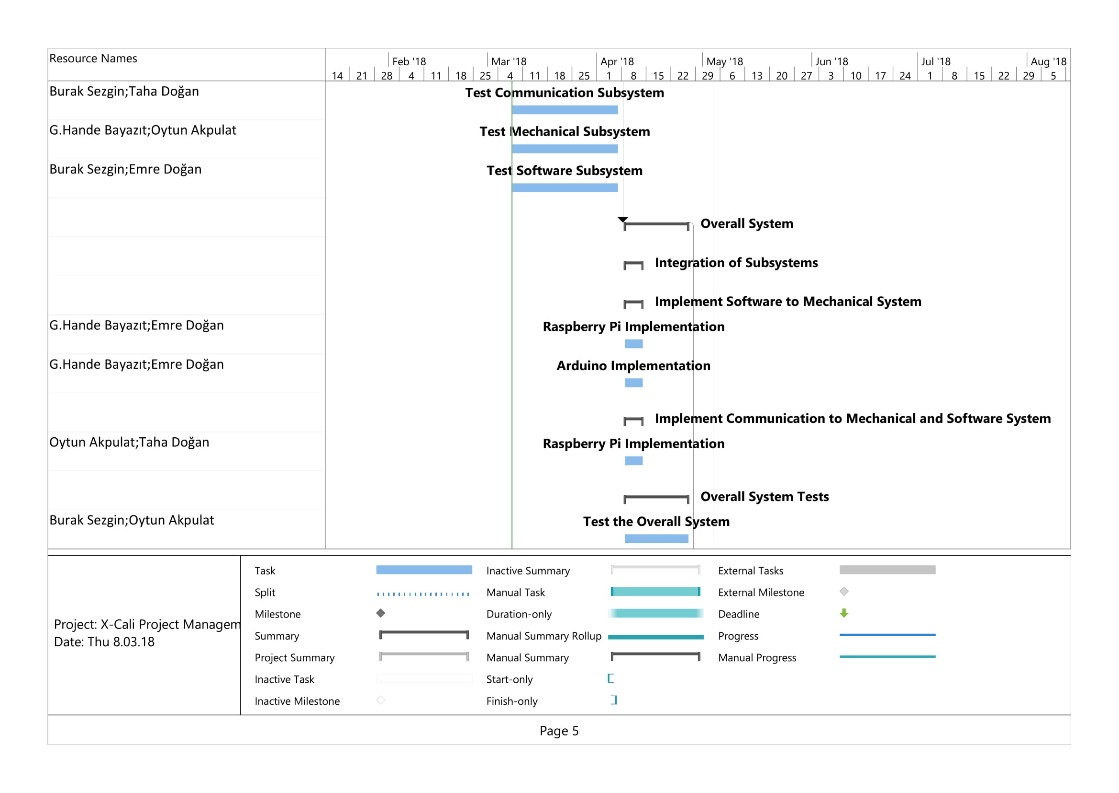 Resource Names
Feb '18 Mar '18 Apr '18 May '18 Jun '18 Jul '18 Aug '18
14 21 28 4 11 18 25 4 11 18 25 1 8 15 22 29 6 13 20 27 3 10 17 24 1 8 15 22 29 5
Burak Sezgin;Taha Doğan
Test Communication Subsystem
G.Hande Bayazıt;Oytun Akpulat
Test Mechanical Subsystem
Burak Sezgin;Emre Doğan
Test Software Subsystem
Overall System
Integration of Subsystems
Implement Software to Mechanical System
G.Hande Bayazıt;Emre Doğan
Raspberry Pi Implementation
G.Hande Bayazıt;Emre Doğan
Arduino Implementation
Implement Communication to Mechanical and Software System
Oytun Akpulat;Taha Doğan
Raspberry Pi Implementation
Overall System Tests
Burak Sezgin;Oytun Akpulat
Test the Overall System
Project: X-Cali Project Managem
Date: Thu 8.03.18
Task
Split
Milestone
Summary
Project Summary
Inactive Task
Inactive Milestone
Inactive Summary
Manual Task
Duration-only
Manual Summary Rollup
Manual Summary
Start-only
Finish-only
External Tasks
External Milestone
Deadline
Progress
Manual Progress
Page 5